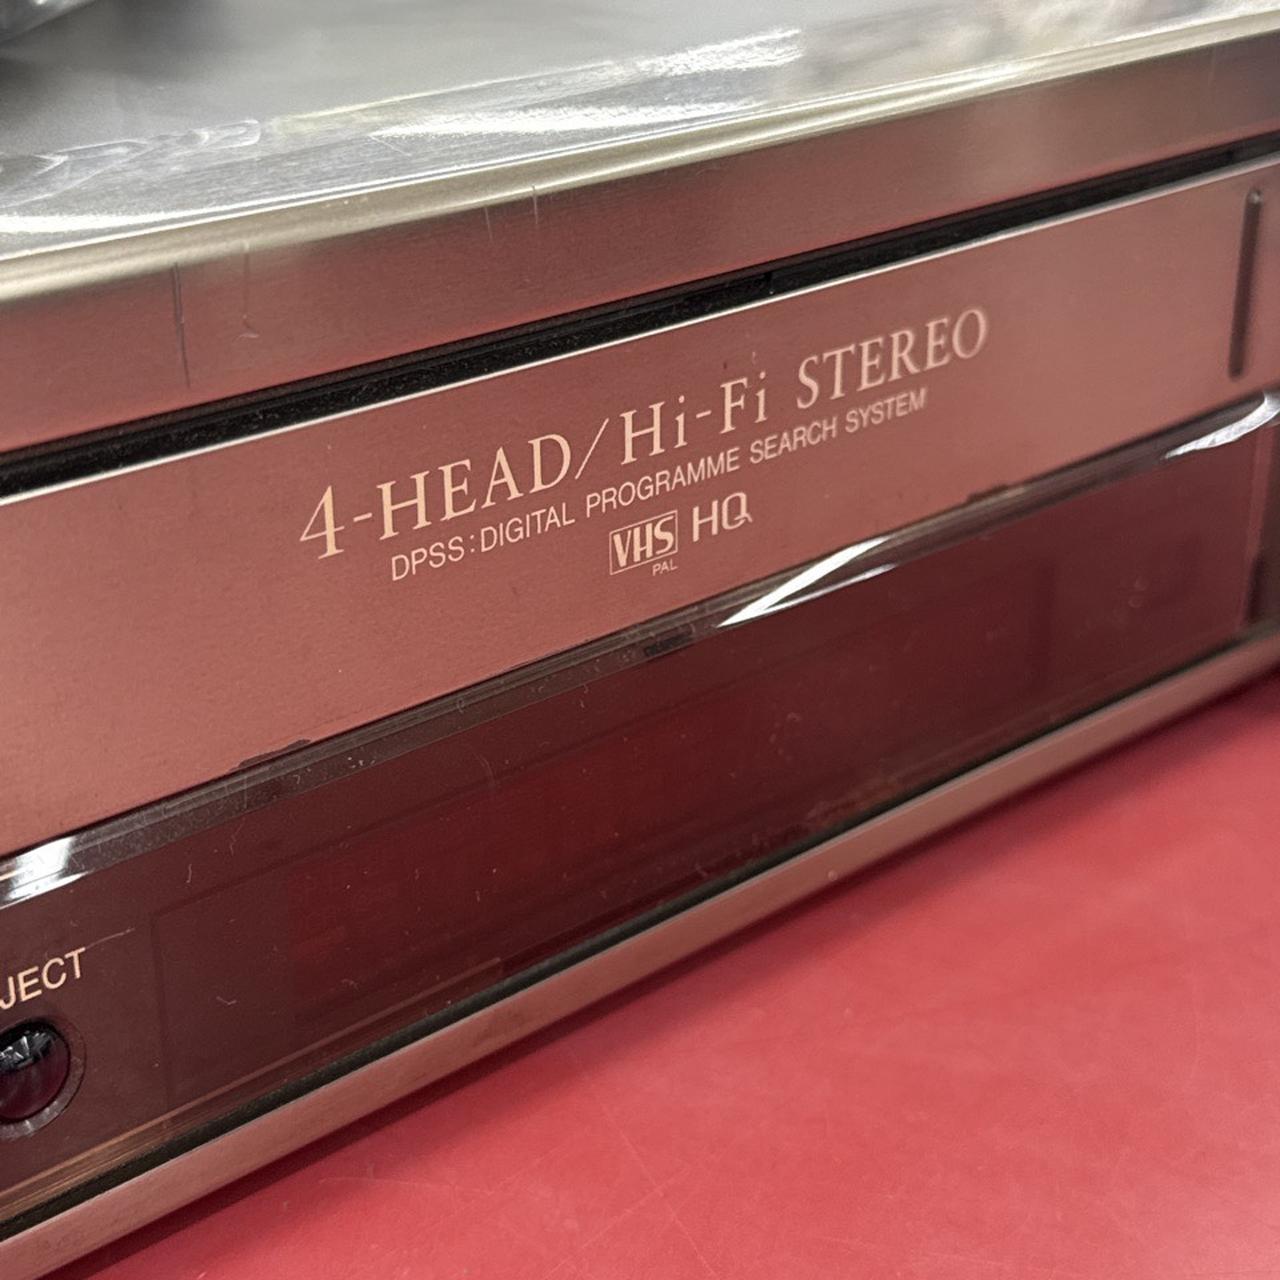 4-HEAD/Hi-Fi STEREO
DPSS:DIGITAL PROGRAMME SEARCH SYSTEM
VHS HQ
PAL
JECT